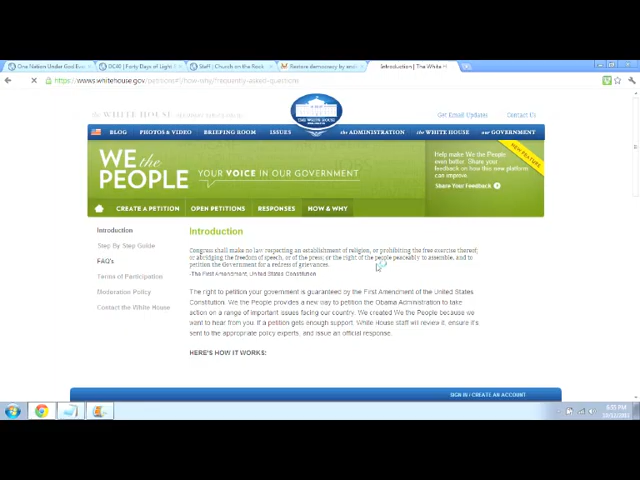 One Nation Under God Eve
DC40 | Forty Days of Light
Staff | Church on the Rock
Restore democracy by en
Introduction | The White
https://wwws.whitehouse.gov/petitions#!/how-why/frequently-asked-questions
the WHITE HOUSE
Get Email Updates
Contact Us
BLOG
PHOTOS & VIDEO
BRIEFING ROOM
ISSUES
the ADMINISTRATION
the WHITE HOUSE
our GOVERNMENT
WE the PEOPLE
YOUR VOICE IN OUR GOVERNMENT
Help make We the People
even better. Share your
feedback on how this new platform
can improve.
Share Your Feedback
NEW FEATURE
CREATE A PETITION
OPEN PETITIONS
RESPONSES
HOW & WHY
Introduction
Step By Step Guide
FAQ's
Terms of Participation
Moderation Policy
Contact the White House
Introduction
Congress shall make no law respecting an establishment of religion, or prohibiting the free exercise thereof;
or abridging the freedom of speech, or of the press; or the right of the people peaceably to assemble, and to
petition the Government for a redress of grievances.
-The First Amendment, United States Constitution
The right to petition your government is guaranteed by the First Amendment of the United States
Constitution. We the People provides a new way to petition the Obama Administration to take
action on a range of important issues facing our country. We created We the People because we
want to hear from you. If a petition gets enough support, White House staff will review it, ensure it's
sent to the appropriate policy experts, and issue an official response.
HERE'S HOW IT WORKS:
SIGN IN / CREATE AN ACCOUNT